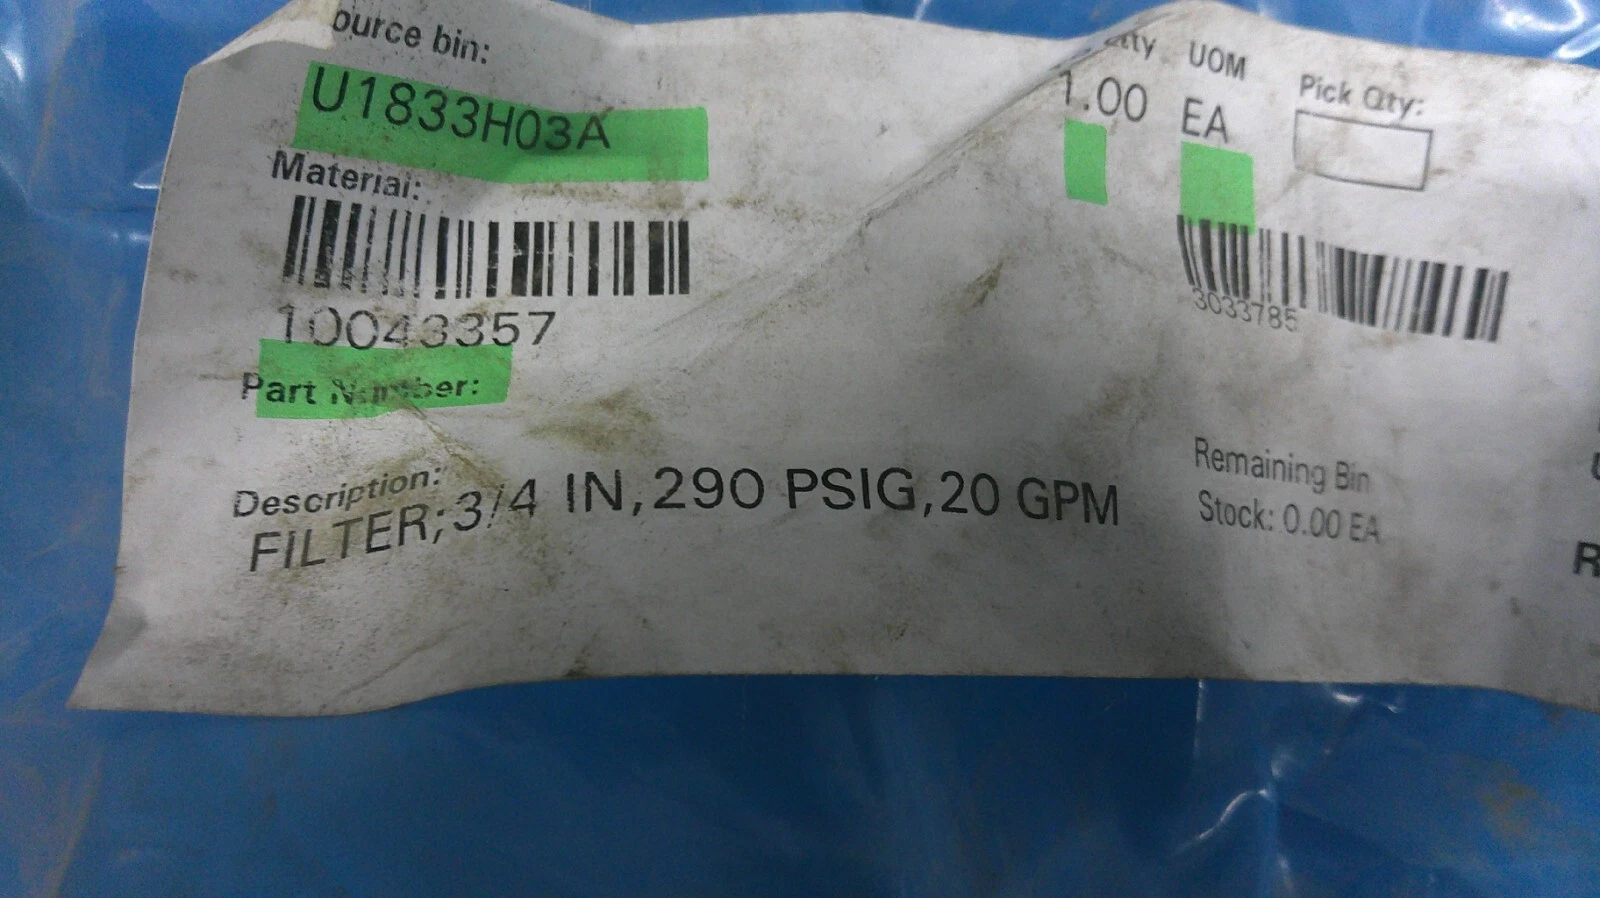 ource bin:
U1833H03A
Material:
10043357
Part Number:
Description:
FILTER;3/4 IN,290 PSIG,20 GPM
1.00
UOM
EA
Pick Qty:
3033785
Remaining Bin
Stock: 0.00 EA
R